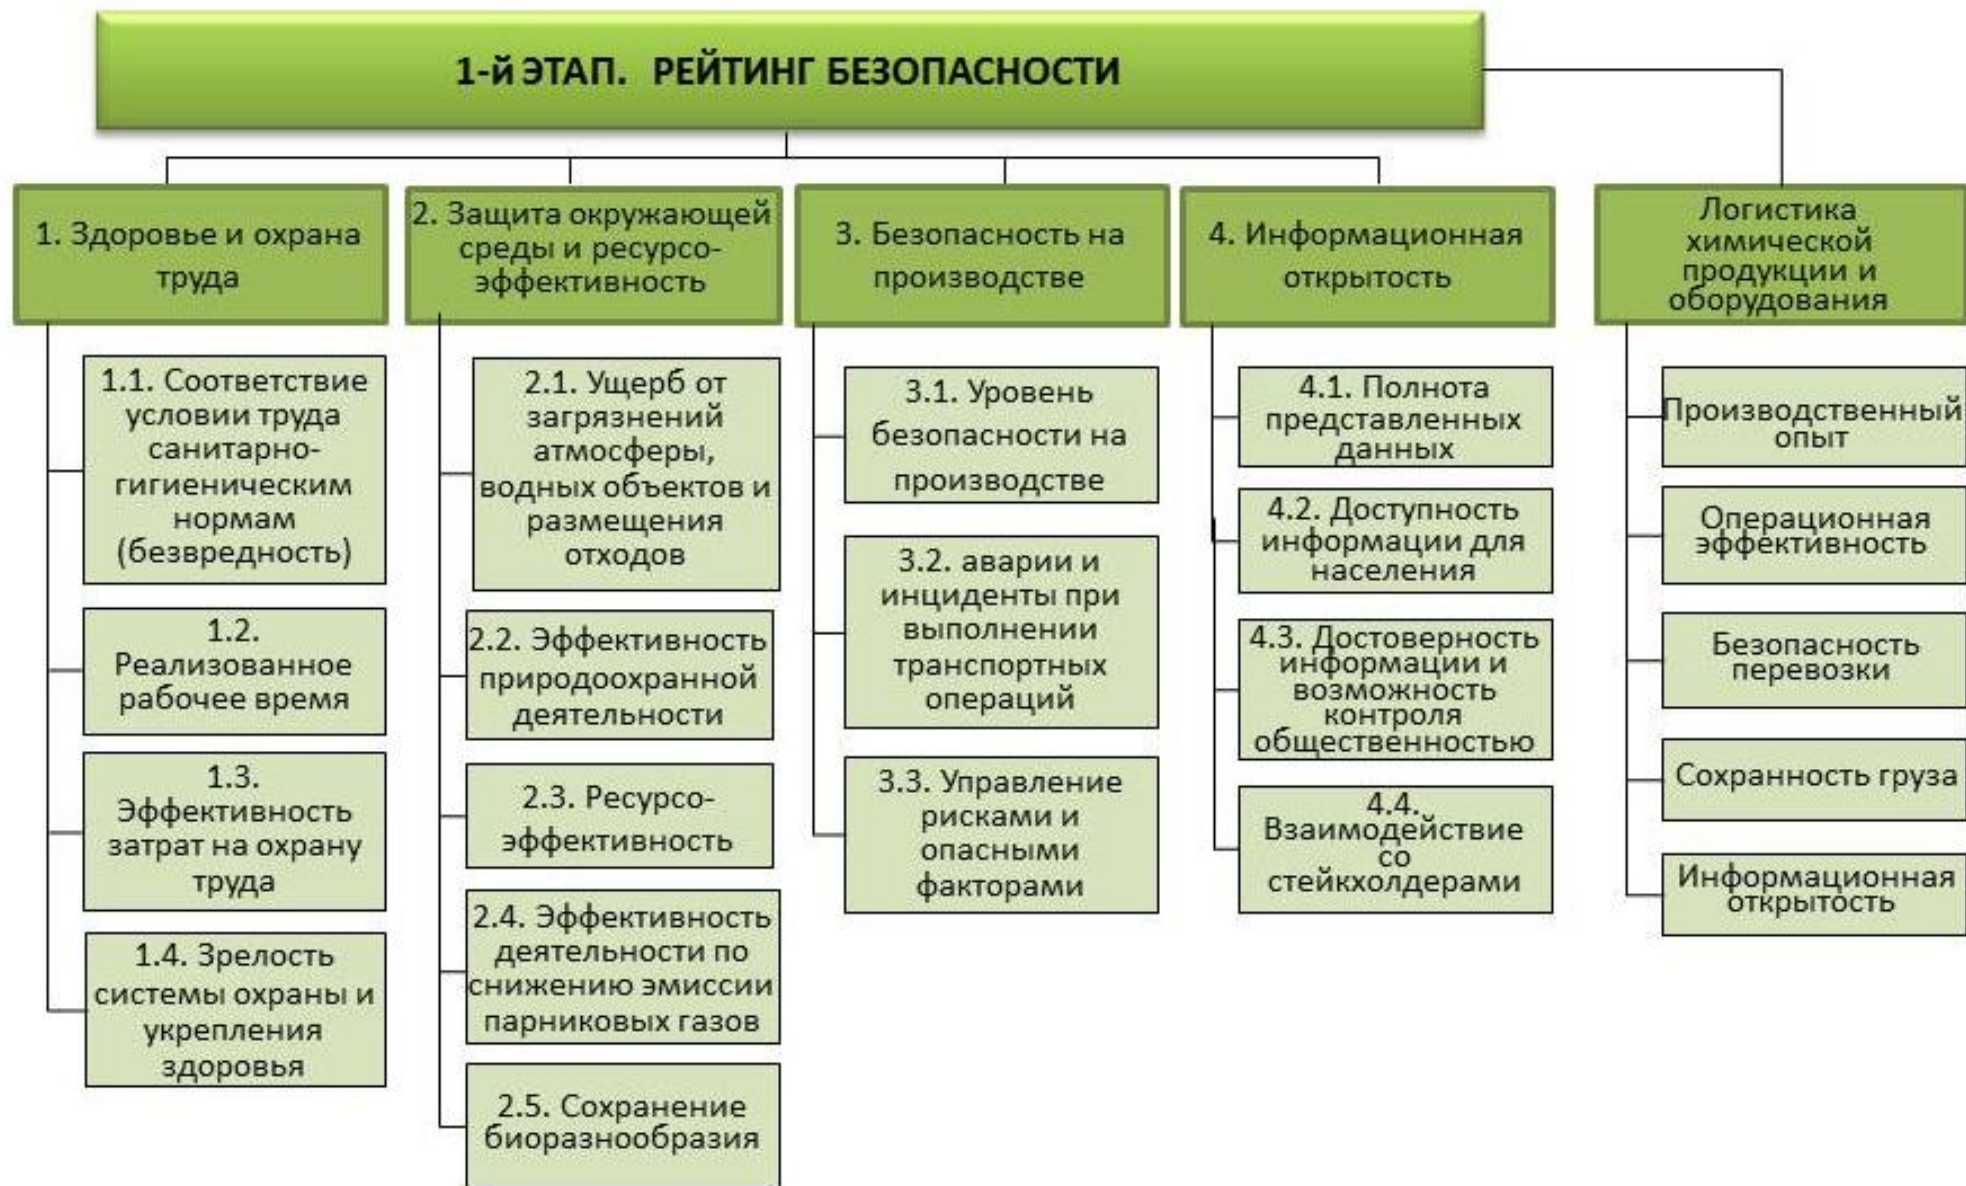 1-й ЭТАП. РЕЙТИНГ БЕЗОПАСНОСТИ
1. Здоровье и охрана
труда
1.1. Соответствие
условии труда
санитарно-
гигиеническим
нормам
(безвредность)
1.2.
Реализованное
рабочее время
1.3.
Эффективность
затрат на охрану
труда
1.4. Зрелость
системы охраны и
укрепления
здоровья
2. Защита окружающей
среды и ресурсо-
эффективность
2.1. Ущерб от
загрязнений
атмосферы,
водных объектов и
размещения
отходов
2.2. Эффективность
природоохранной
деятельности
2.3. Ресурсо-
эффективность
2.4. Эффективность
деятельности по
снижению эмиссии
парниковых газов
2.5. Сохранение
биоразнообразия
3. Безопасность на
производстве
3.1. Уровень
безопасности на
производстве
3.2. аварии и
инциденты при
выполнении
транспортных
операций
3.3. Управление
рисками и
опасными
факторами
4. Информационная
открытость
4.1. Полнота
представленных
данных
4.2. Доступность
информации для
населения
4.3. Достоверность
информации и
возможность
контроля
общественностью
4.4.
Взаимодействие
со
стейкхолдерами
Логистика
химической
продукции и
оборудования
Производственный
опыт
Операционная
эффективность
Безопасность
перевозки
Сохранность груза
Информационная
открытость